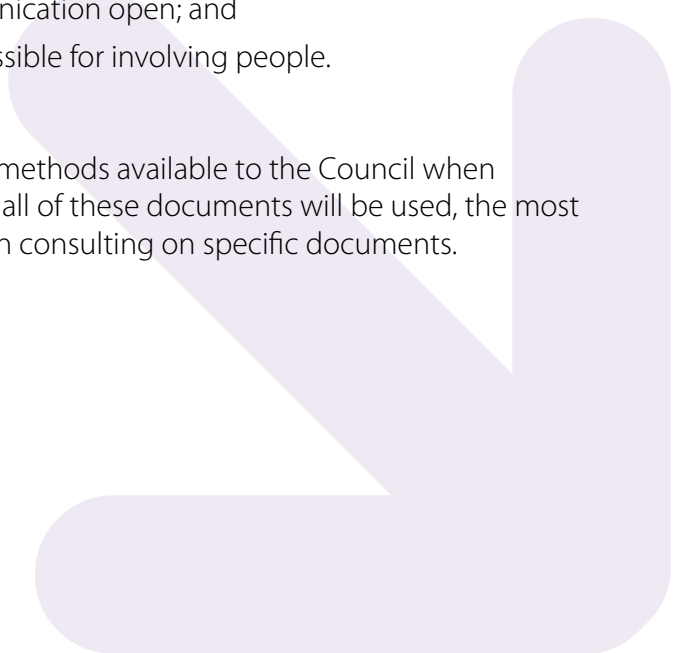 nication open; and
ssible for involving people.
methods available to the Council when
all of these documents will be used, the most
n consulting on specific documents.